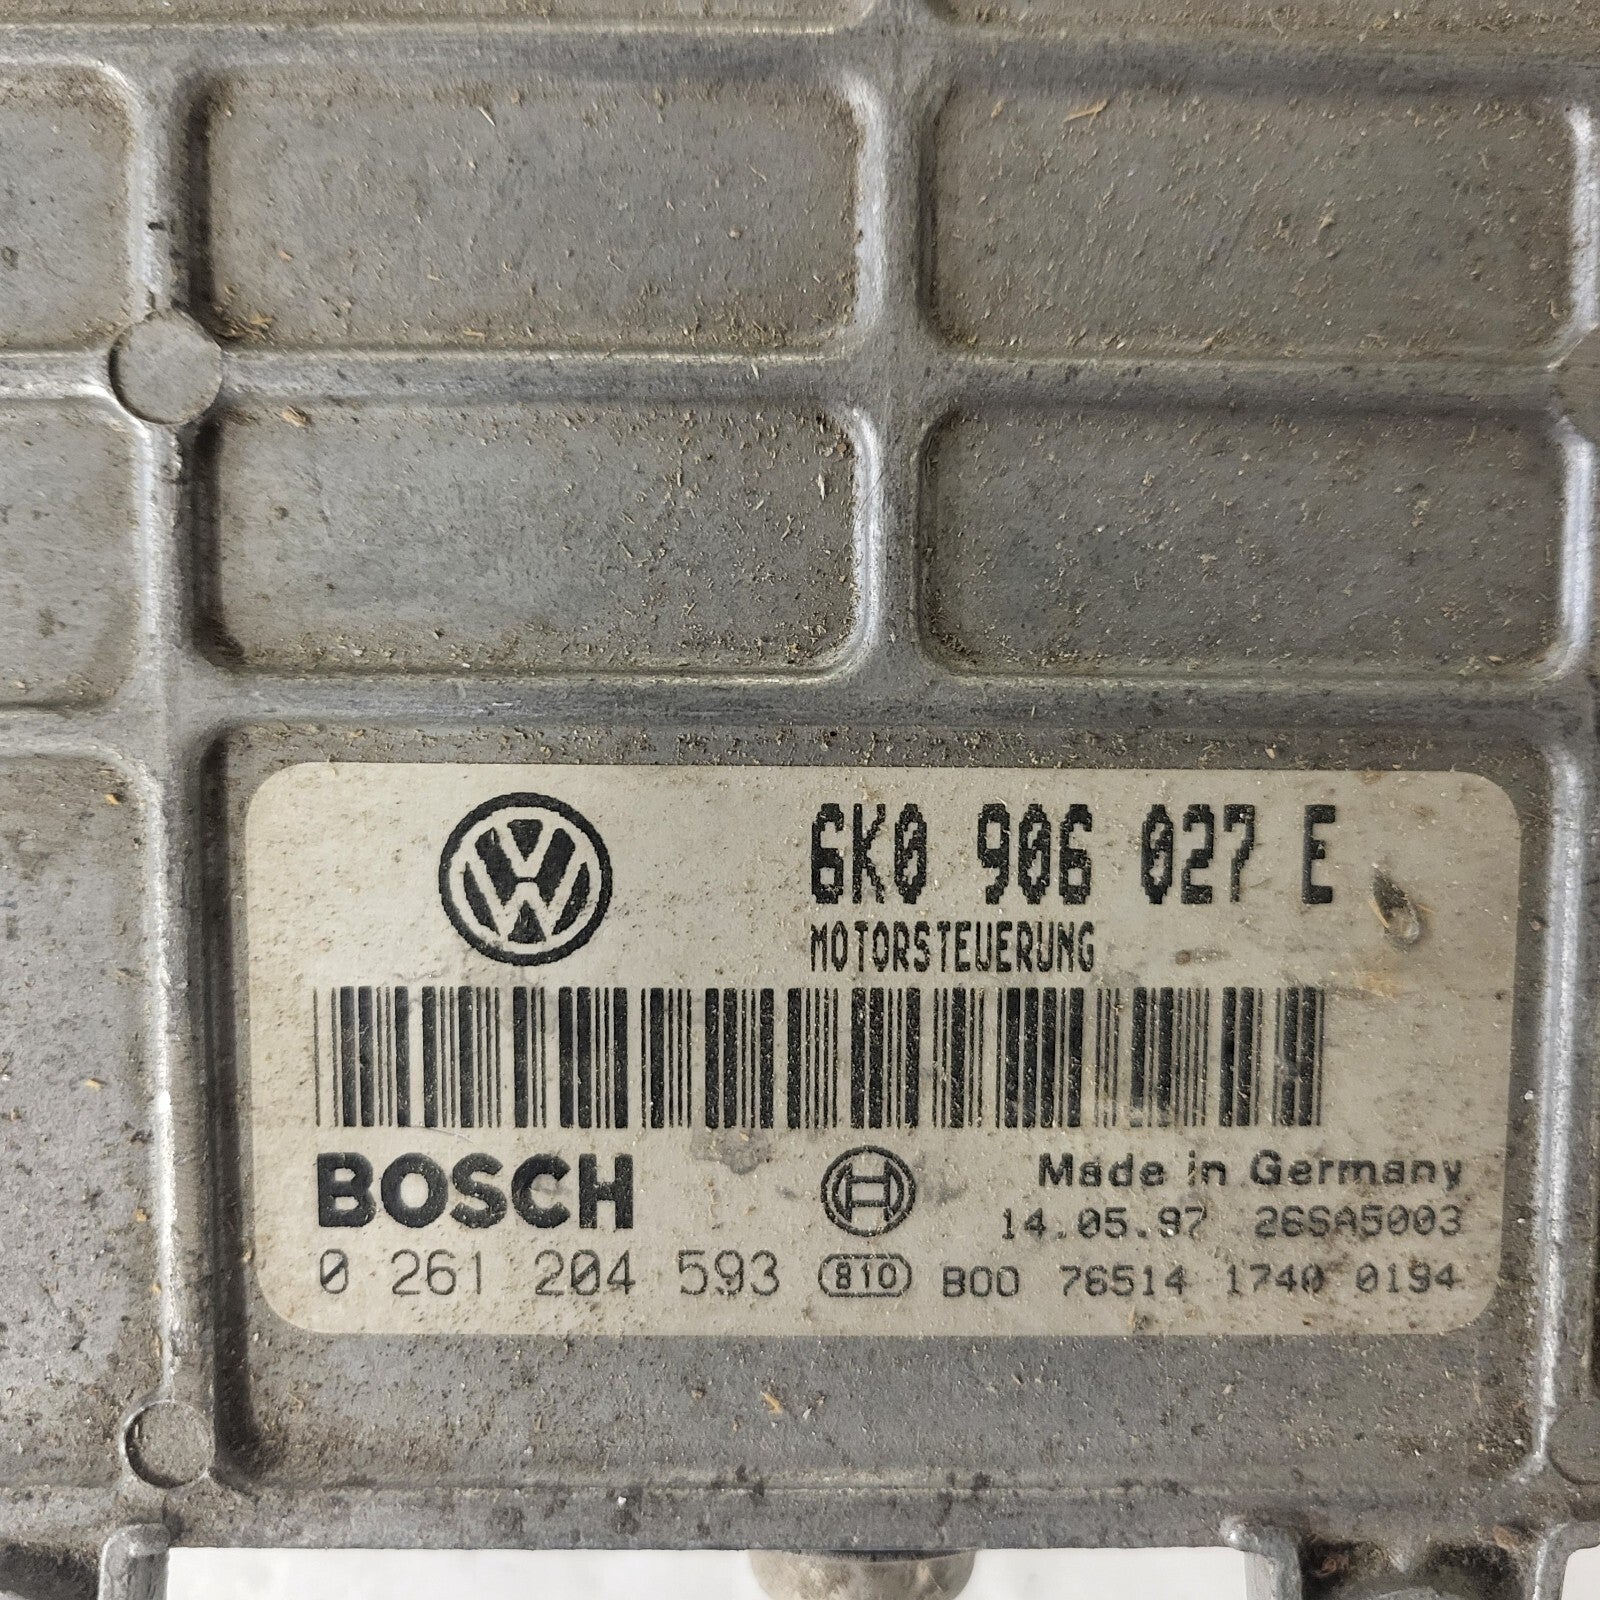 6K0 906 027 E
MOTORSTEUERUNG
BOSCH
Made in Germany
14.05.97 26SA5003
0 261 204 593 810 B00 76514 1740 0194